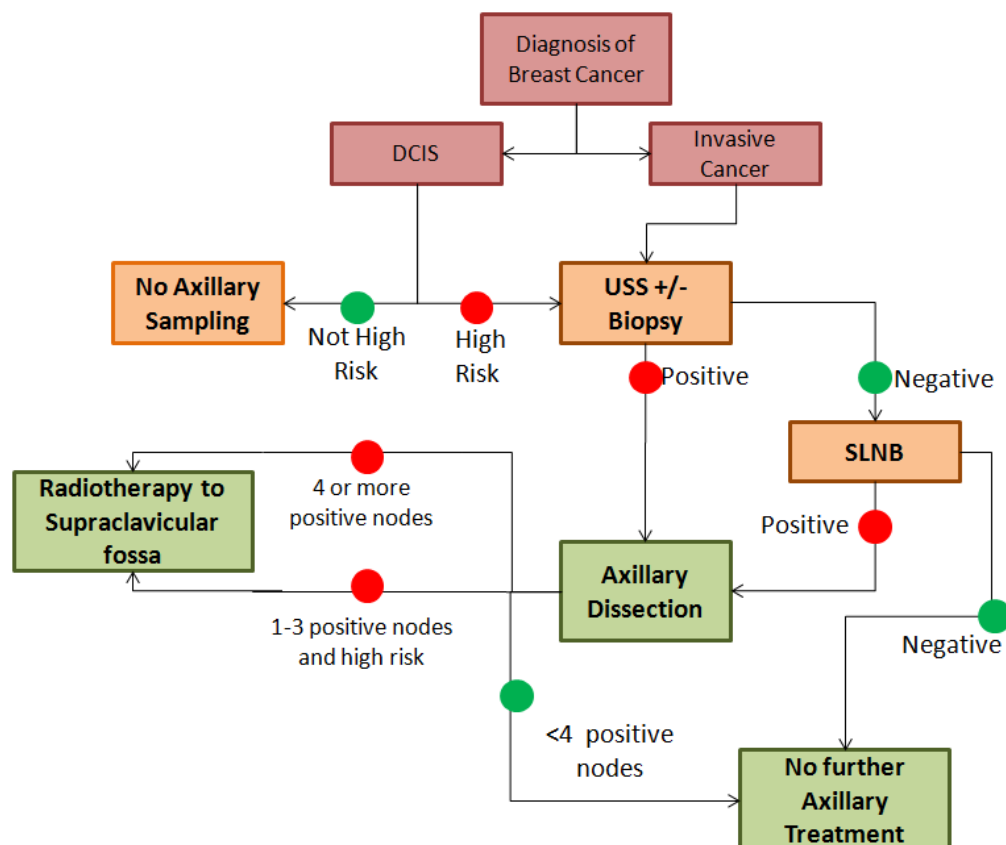 Diagnosis of
Breast Cancer
DCIS
Invasive
Cancer
No Axillary
Sampling
USS +/-
Biopsy
Not High
Risk
High
Risk
Positive
Negative
SLNB
Radiotherapy to
Supraclavicular
fossa
4 or more
positive nodes
Positive
Axillary
Dissection
1-3 positive nodes
and high risk
Negative
<4 positive
nodes
No further
Axillary
Treatment